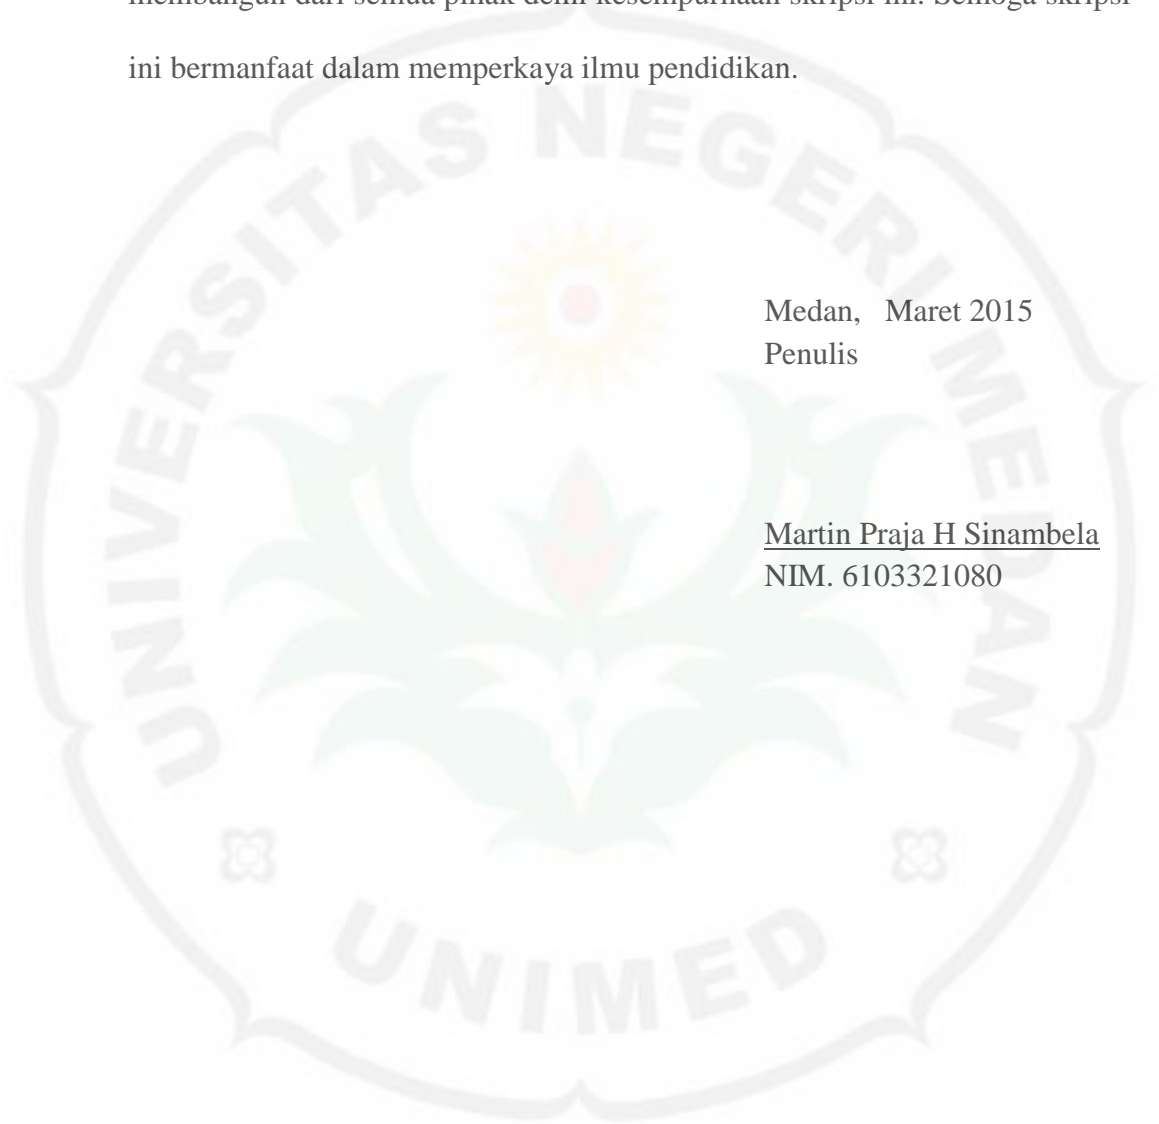 membangun dari semua pihak demi kesempurnaan skripsi ini. Semoga skripsi
ini bermanfaat dalam memperkaya ilmu pendidikan.
UNIVERSITAS NEGERI MEDAN
Medan, Maret 2015
Penulis
Martin Praja H Sinambela
NIM. 6103321080
UNIMED